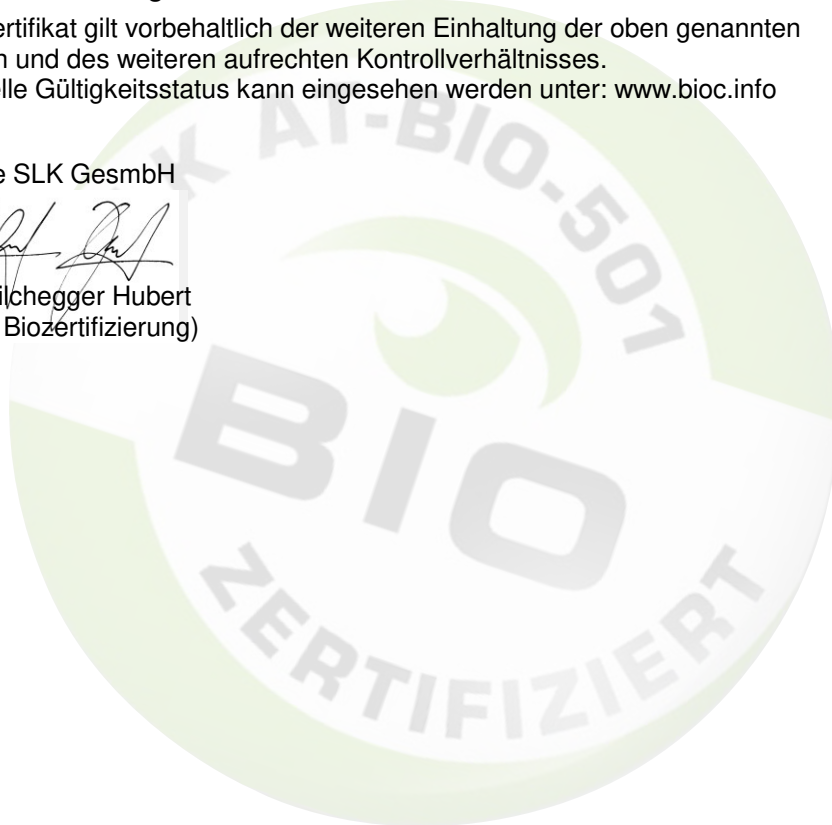 ertifikat gilt vorbehaltlich der weiteren Einhaltung der oben genannten
n und des weiteren aufrechten Kontrollverhältnisses.
elle Gültigkeitsstatus kann eingesehen werden unter: www.bioc.info
e SLK GesmbH
ilchegger Hubert
Biozertifizierung)
K AT-BIO-501
BIO
ZERTIFIZIERT